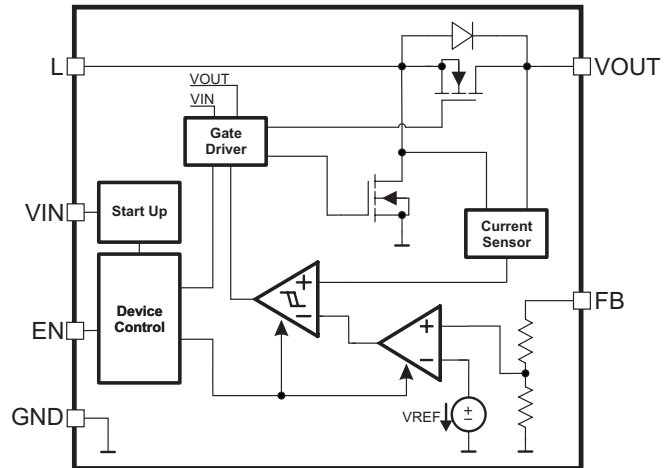 L
VOUT
VOUT
VIN
Gate
Driver
VIN
Start Up
Current
Sensor
Device
Control
FB
EN
+
−
+
−
GND
VREF
+
−